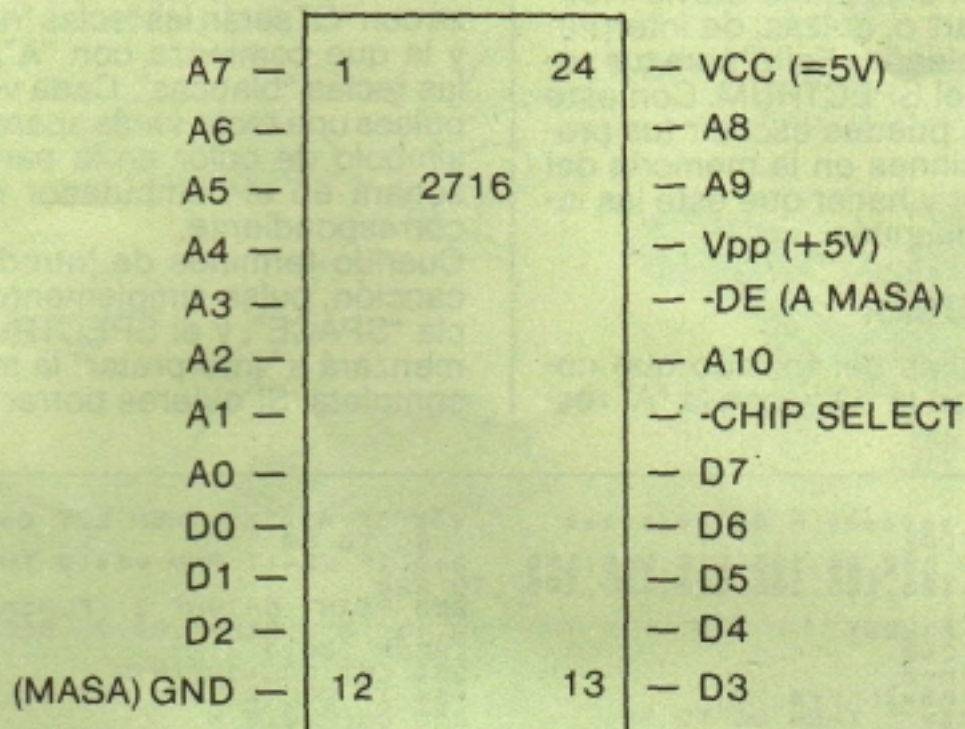 A7 — 1 24 — VCC (=5V)
A6 — — A8
A5 — 2716 — A9
A4 — — Vpp (+5V)
A3 — — -DE (A MASA)
A2 — — A10
A1 — — -CHIP SELECT
A0 — — D7
D0 — — D6
D1 — — D5
D2 — — D4
(MASA) GND — 12 13 — D3